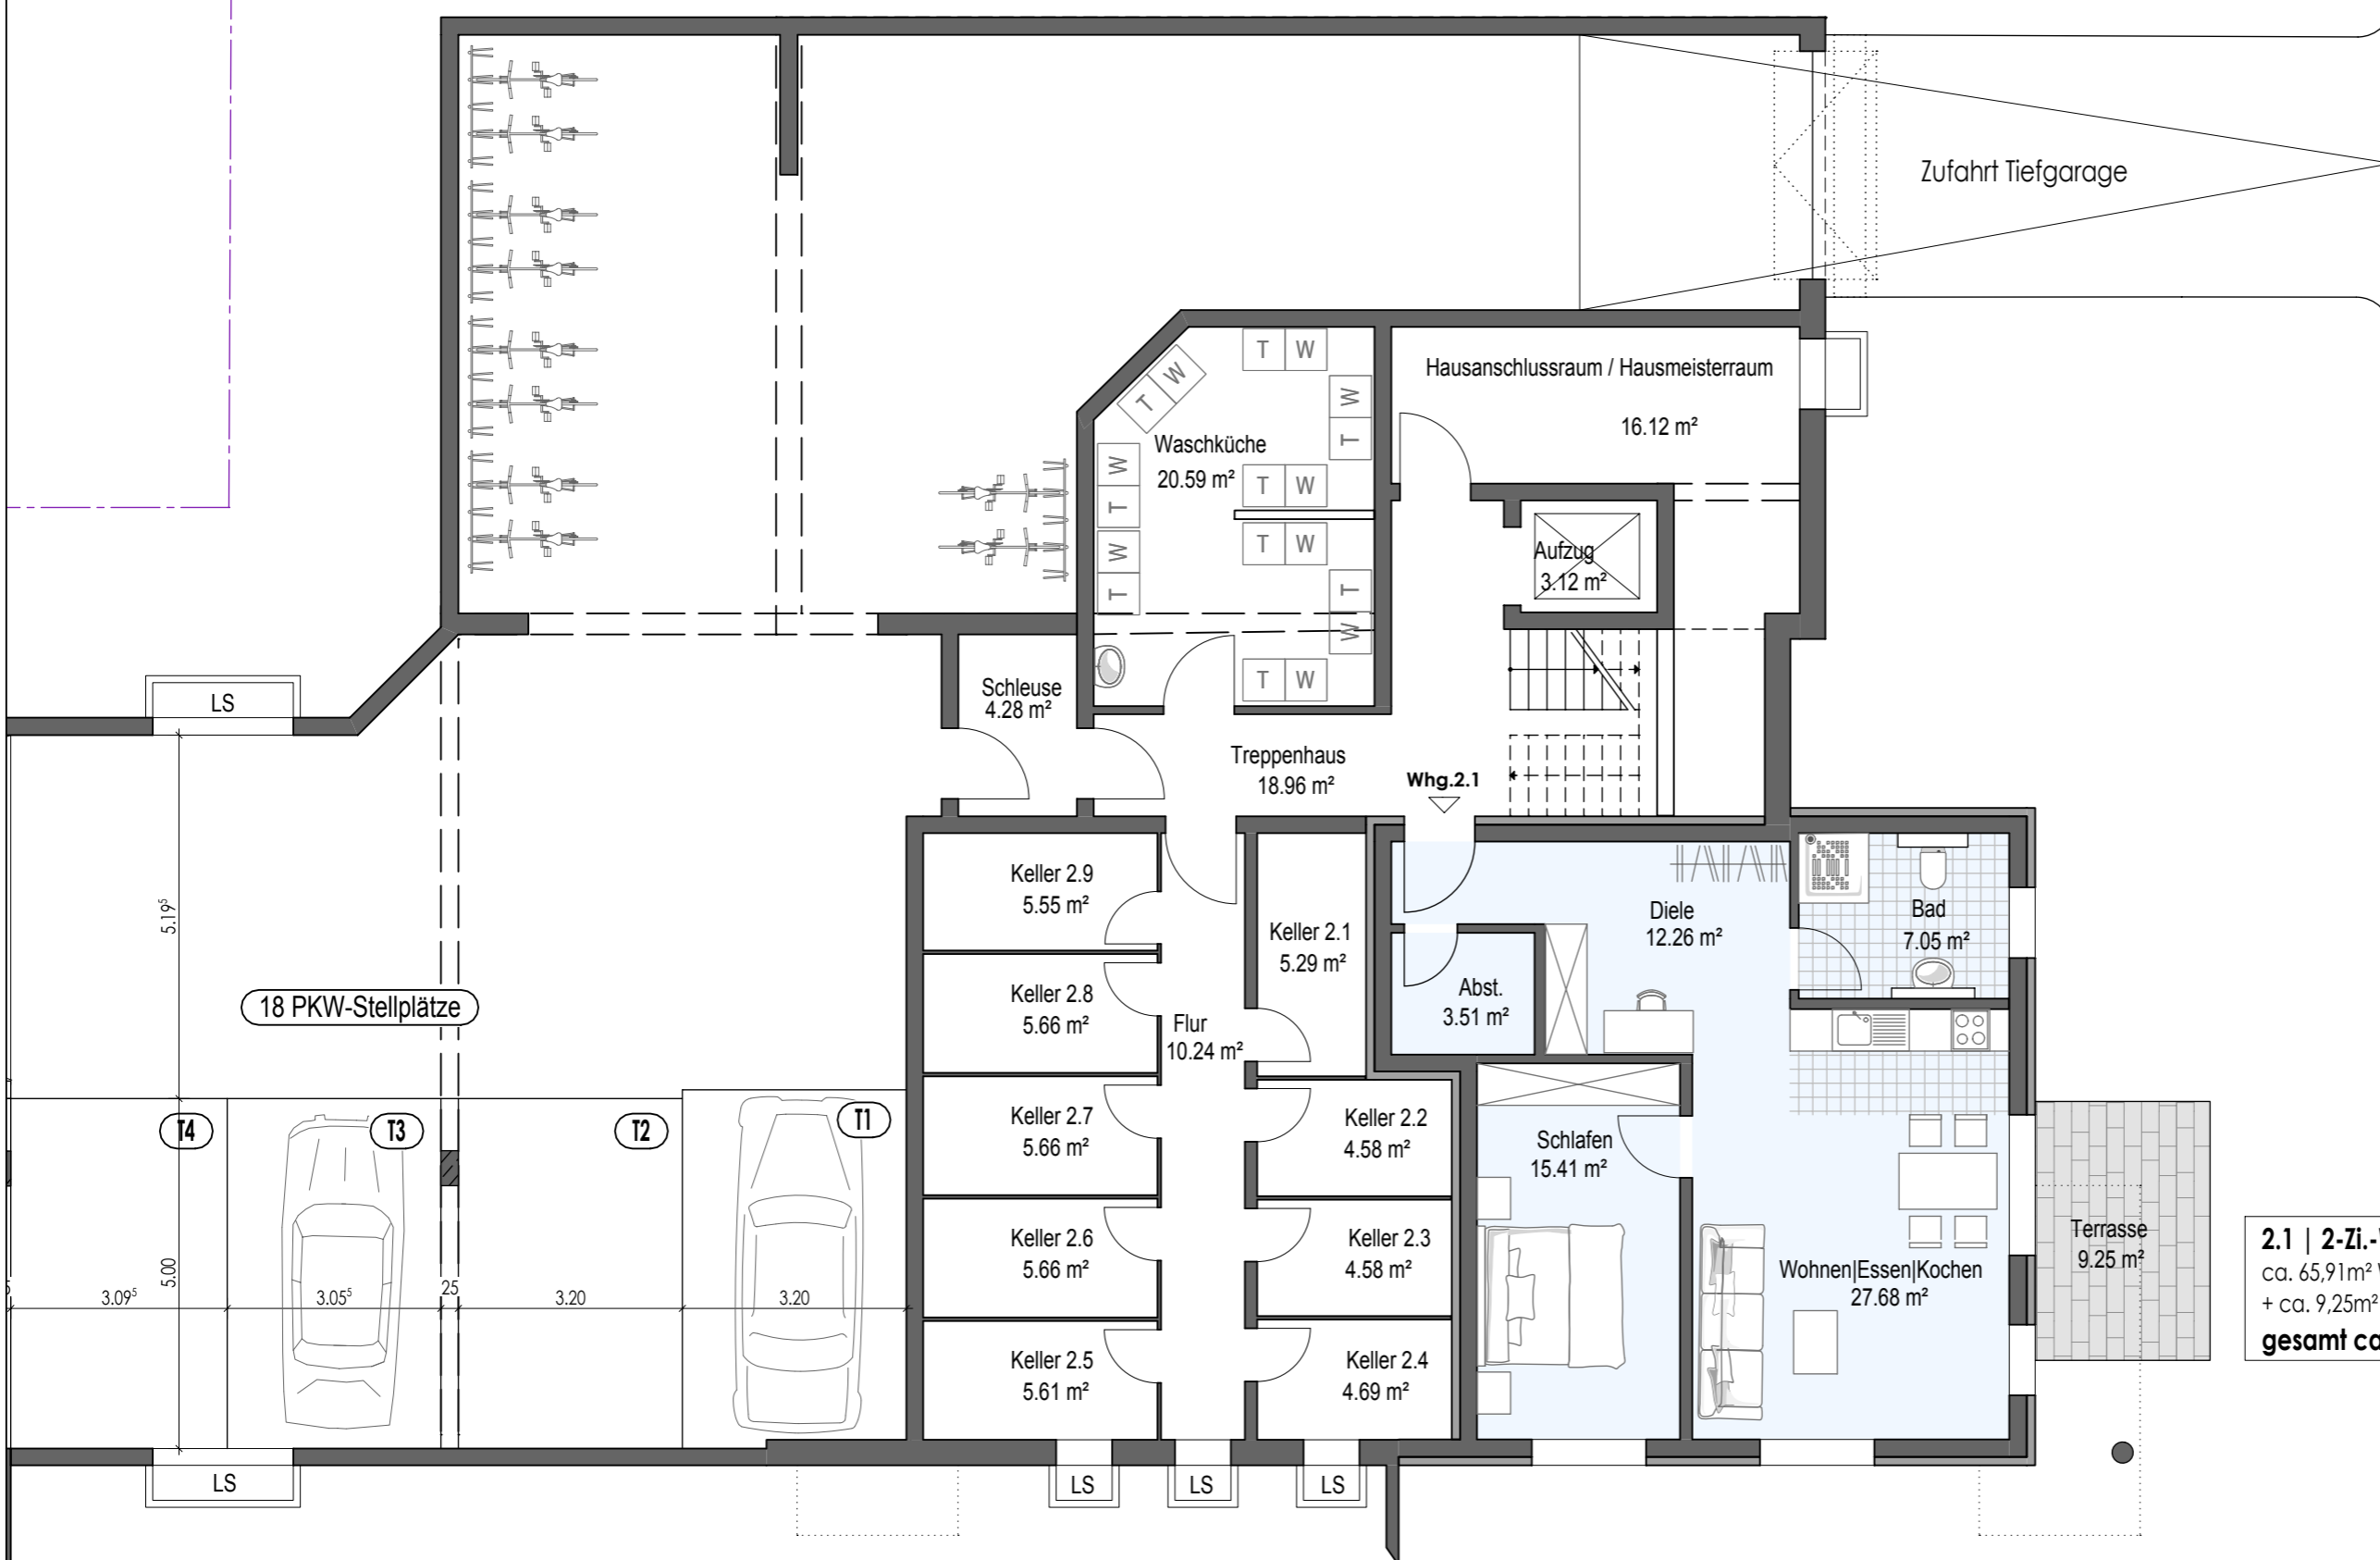 Zufahrt Tiefgarage
T W
T W
W
T
Hausanschlussraum / Hausmeisterraum
16.12 m²
Waschküche
20.59 m²
W
T
T W
T W
W
T
T
W
T W
Aufzug
3.12 m²
LS
Schleuse
4.28 m²
Treppenhaus
18.96 m²
Whg.2.1
Keller 2.9
5.55 m²
Keller 2.1
5.29 m²
Diele
12.26 m²
Bad
7.05 m²
5.19⁵
18 PKW-Stellplätze
Keller 2.8
5.66 m²
Flur
10.24 m²
Abst.
3.51 m²
T4
T3
T2
T1
Keller 2.7
5.66 m²
Keller 2.2
4.58 m²
Schlafen
15.41 m²
Keller 2.6
5.66 m²
Keller 2.3
4.58 m²
Terrasse
9.25 m²
Wohnen|Essen|Kochen
27.68 m²
5.00
5
3.09⁵
3.05⁵
25
3.20
3.20
Keller 2.5
5.61 m²
Keller 2.4
4.69 m²
2.1 | 2-Zi.-
ca. 65,91m²
+ ca. 9,25m²
gesamt ca
LS
LS
LS
LS